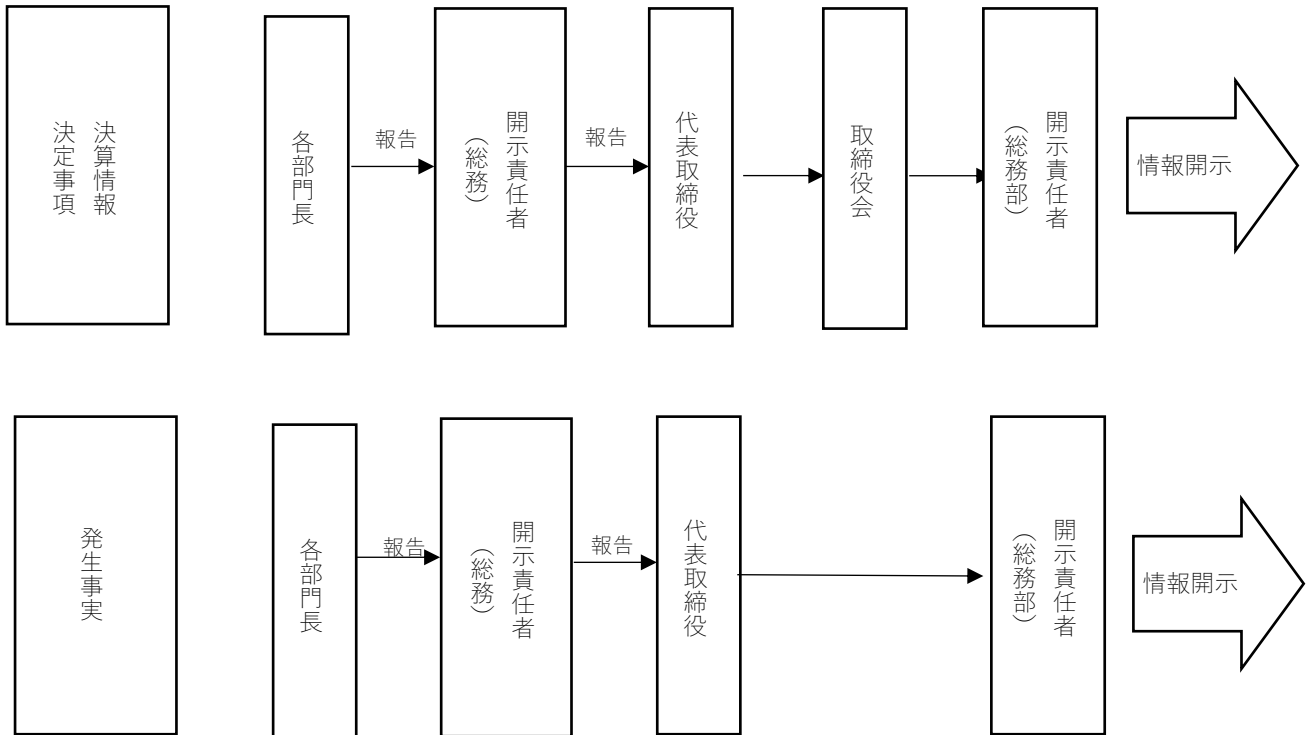 決算情報
決定事項
各部門長
報告
開示責任者
(総務)
報告
代表取締役
取締役会
開示責任者
(総務部)
情報開示
発生事実
各部門長
報告
開示責任者
(総務)
報告
代表取締役
開示責任者
(総務部)
情報開示